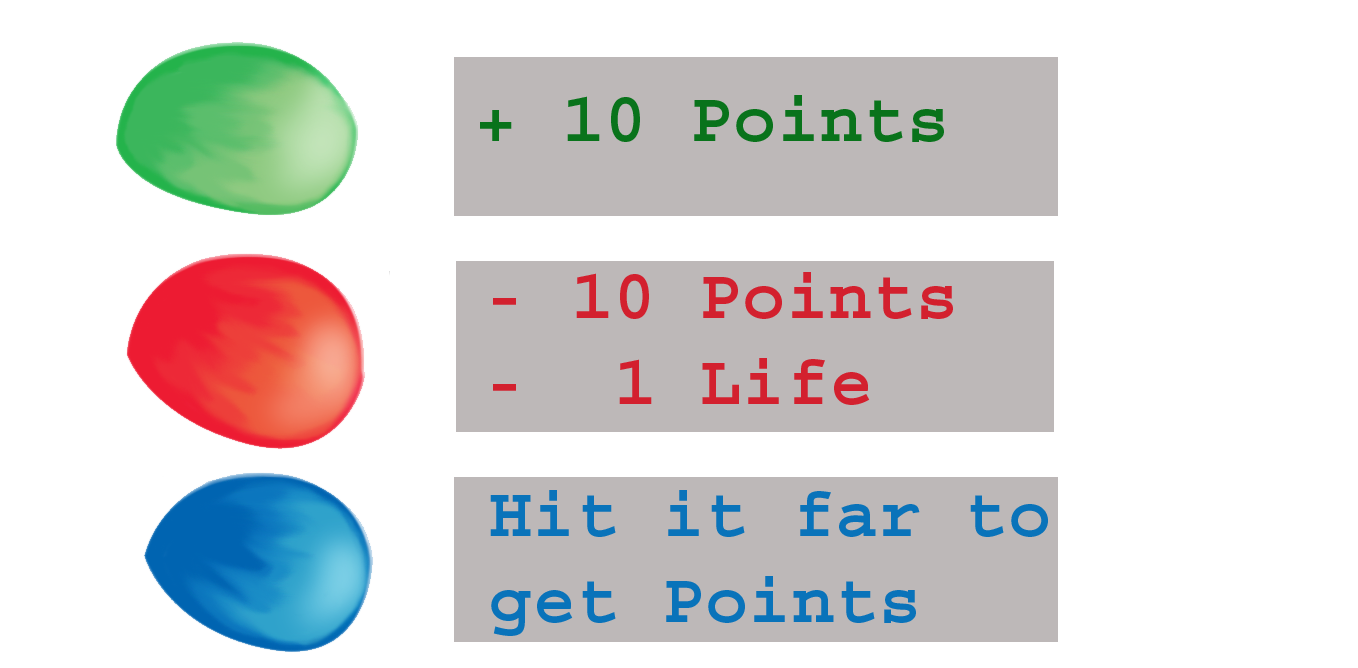 + 10 Points
- 10 Points
- 1 Life
Hit it far to
get Points